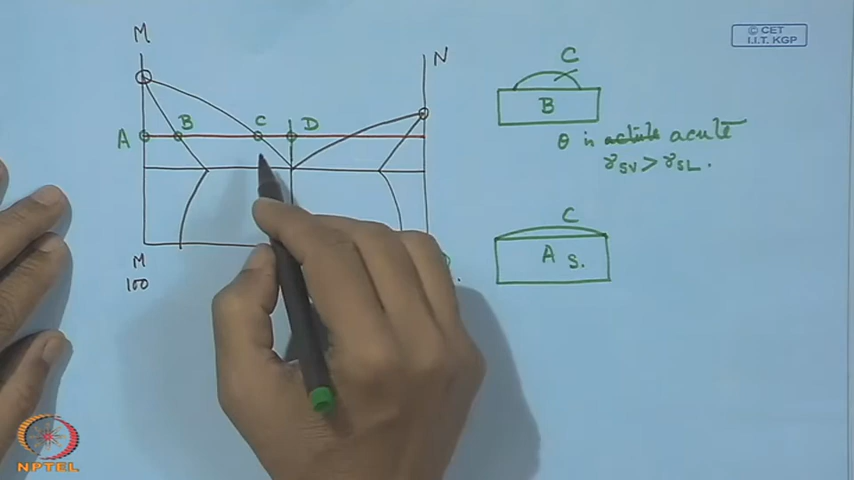 M
N
© CET
I.I.T. KGP
A
B
C
D
C
B
θ is acute
γSV > γSL.
C
A S.
M
100
NPTEL